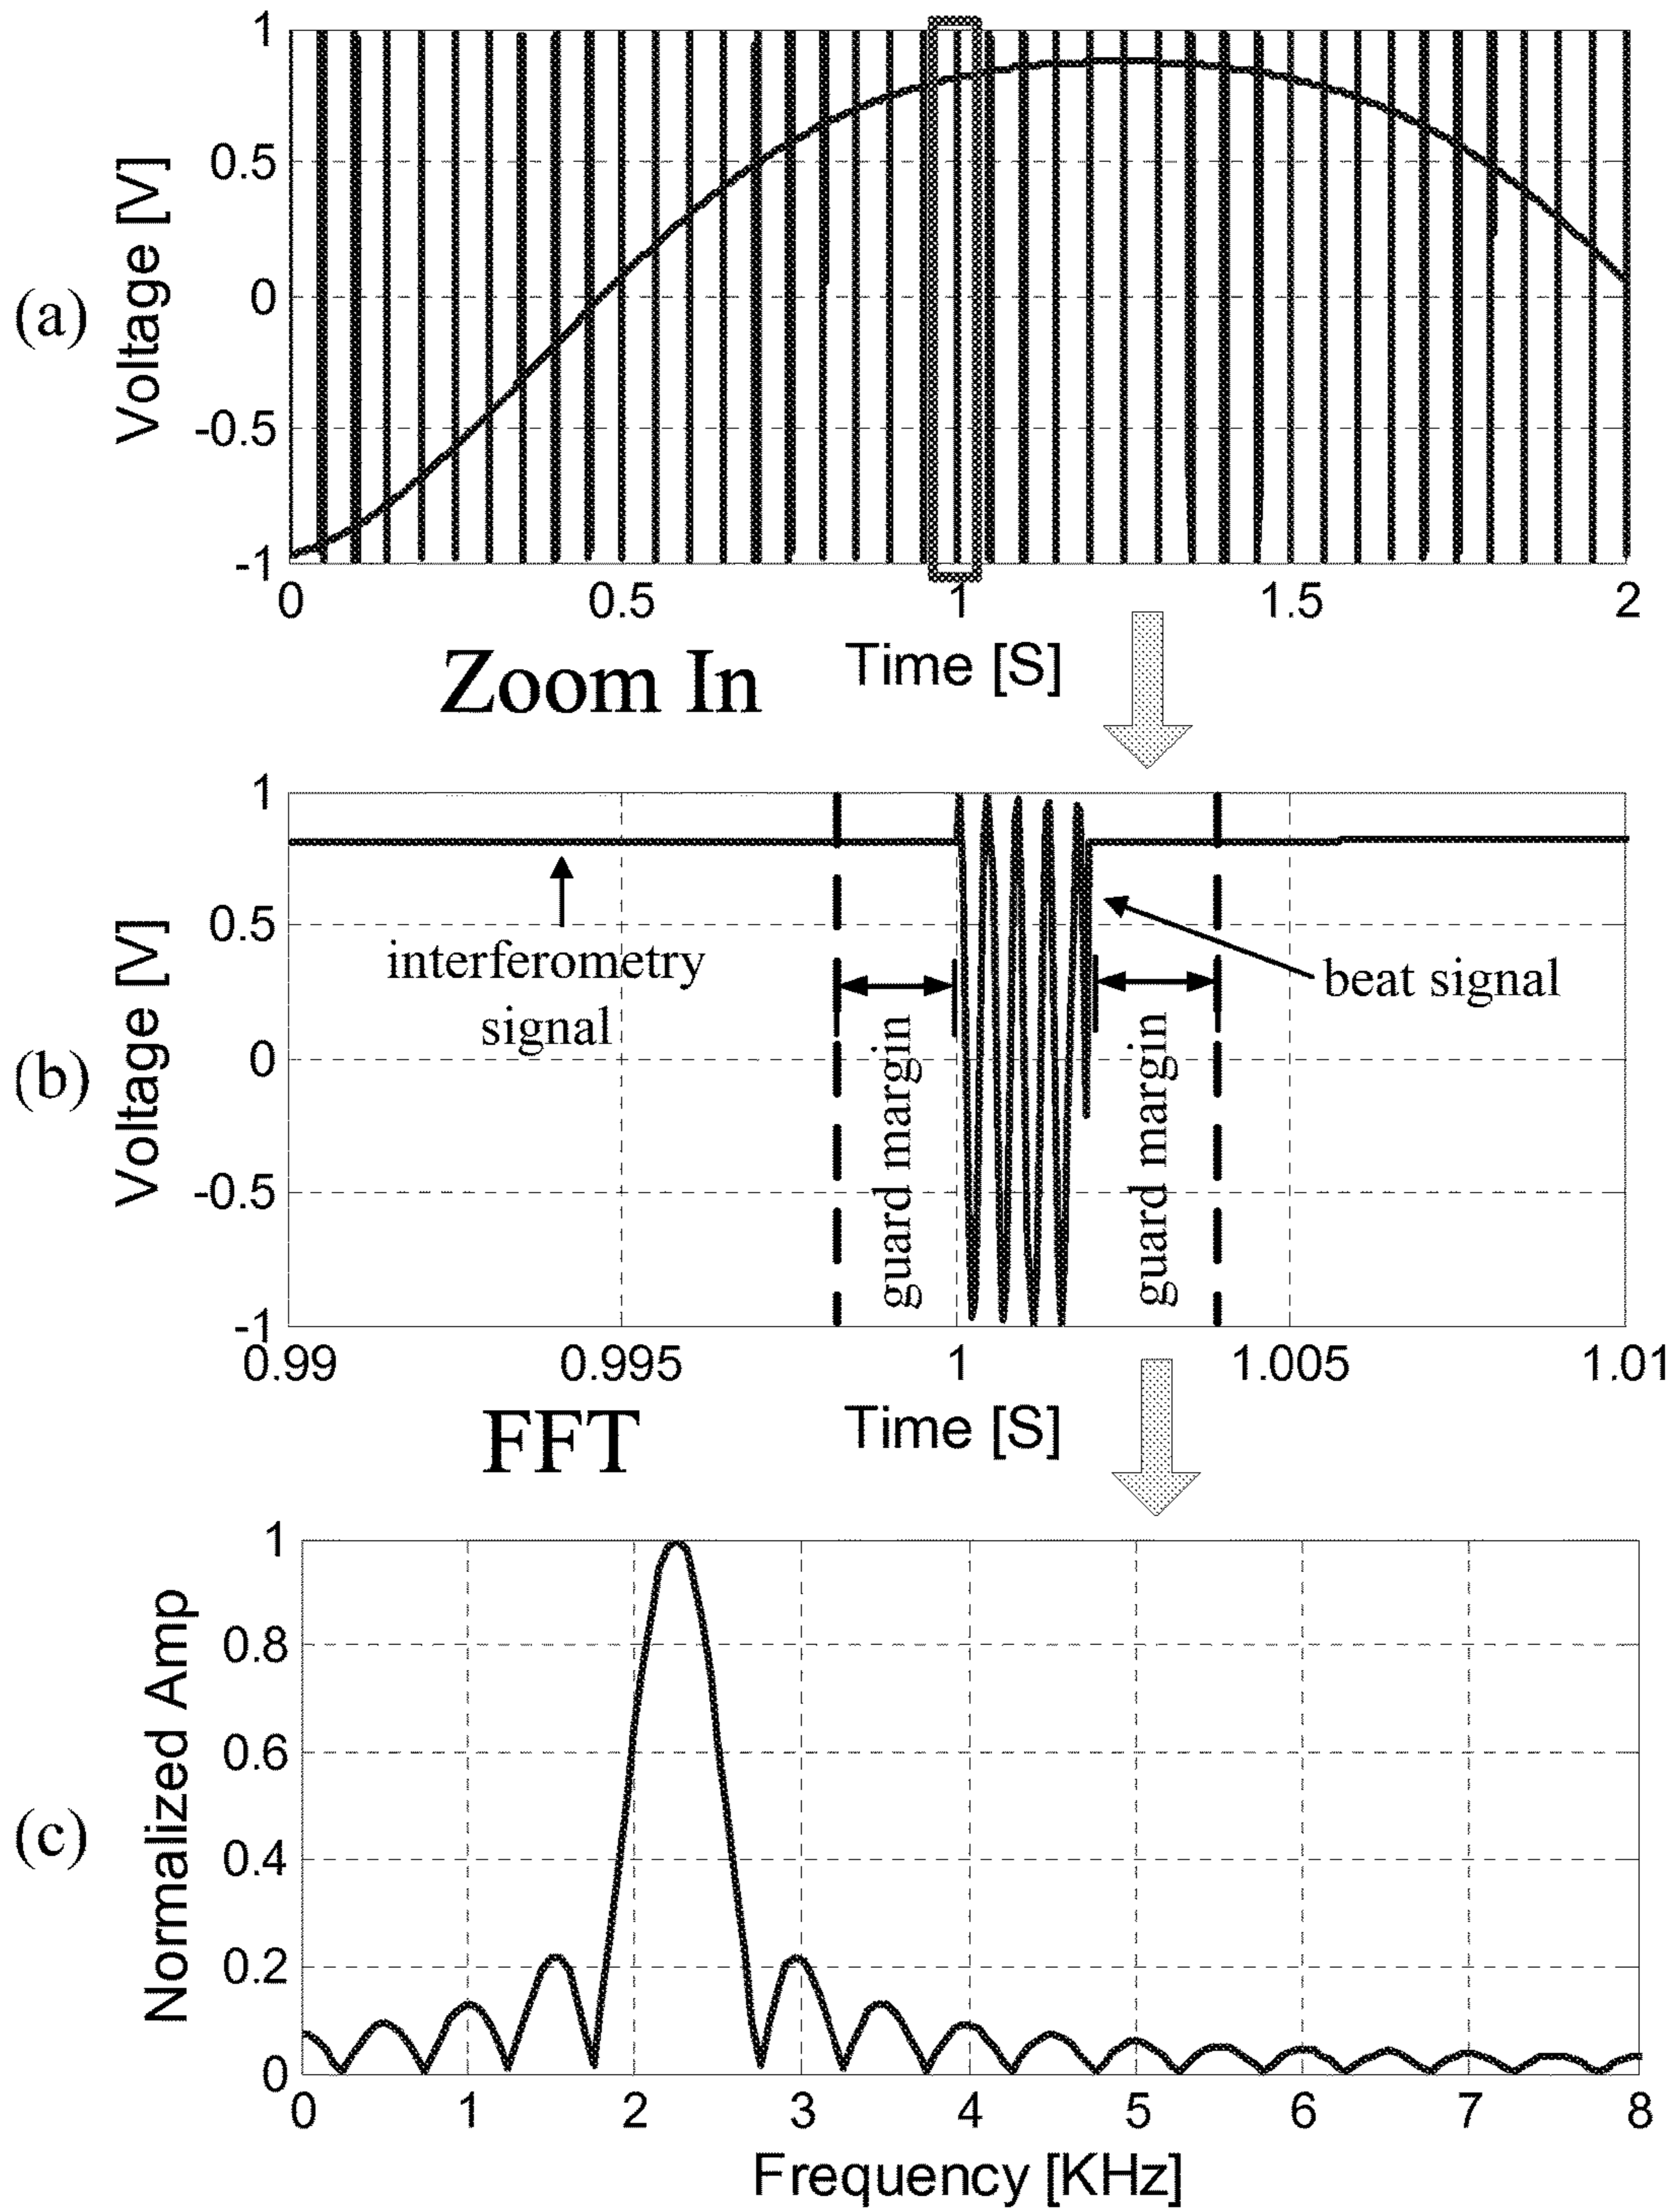 (a)
Voltage [V]
1
0.5
0
-0.5
-1
0 0.5 1 1.5 2
Time [S]
Zoom In
(b)
Voltage [V]
1
0.5
0
-0.5
-1
interferometry
signal
guard margin
guard margin
beat signal
0.99 0.995 1 1.005 1.01
Time [S]
FFT
(c)
Normalized Amp
1
0.8
0.6
0.4
0.2
0
0 1 2 3 4 5 6 7 8
Frequency [KHz]